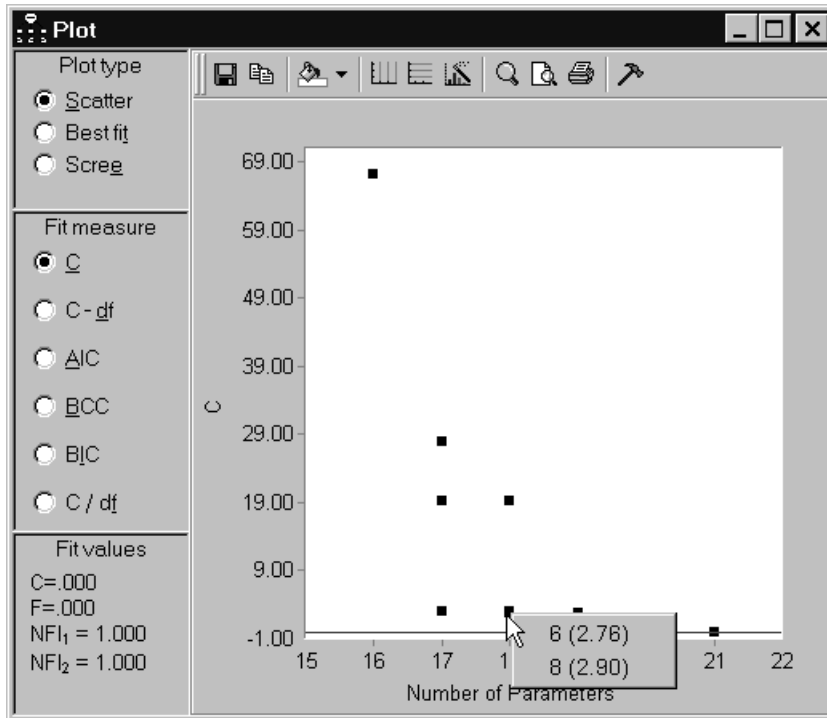 Plot
Plot type
Scatter
Best fit
Scree
Fit measure
C
C - df
AIC
BCC
BIC
C / df
Fit values
C=.000
F=.000
NFI₁ = 1.000
NFI₂ = 1.000
69.00
59.00
49.00
39.00
29.00
19.00
9.00
-1.00
C
15 16 17 21 22
Number of Parameters
6 (2.76)
8 (2.90)